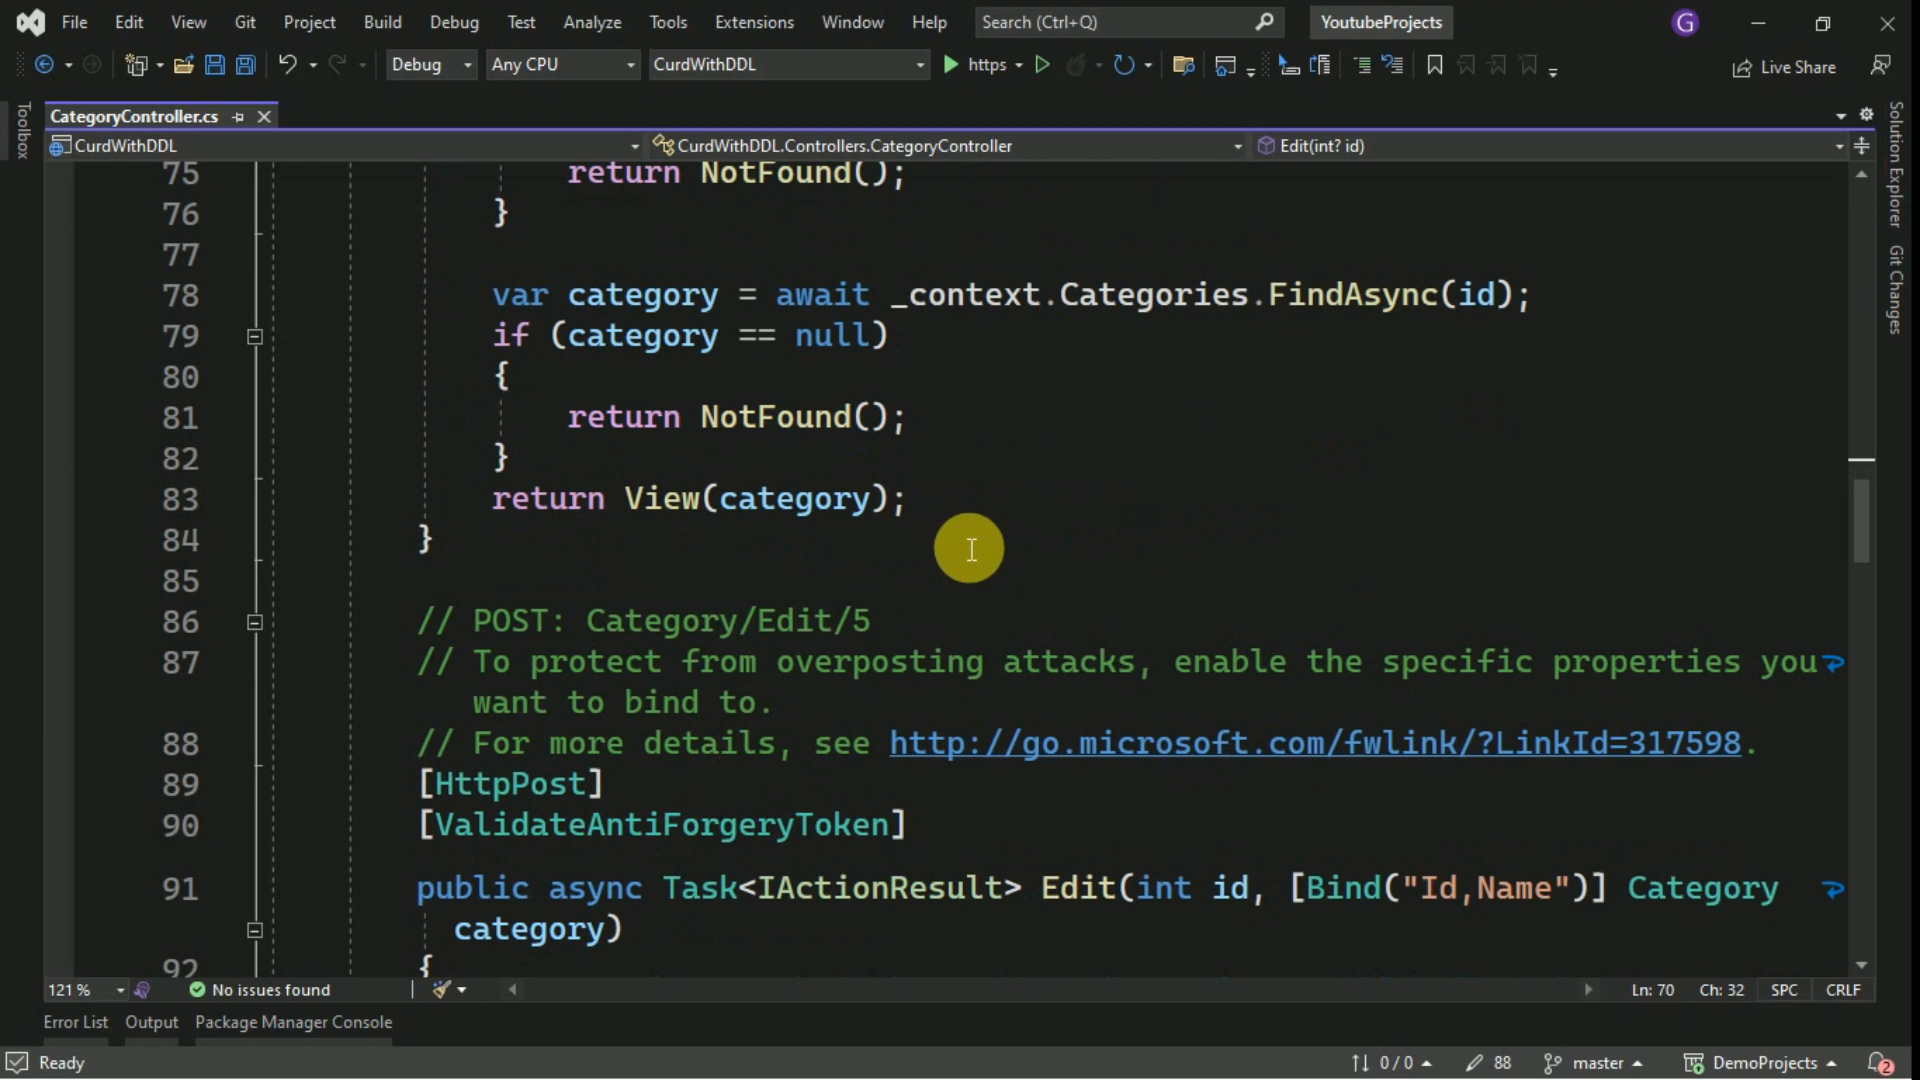 File Edit View Git Project Build Debug Test Analyze Tools Extensions Window Help Search (Ctrl+Q) YoutubeProjects G
Debug Any CPU CurdWithDDL https Live Share
Toolbox
CategoryController.cs
CurdWithDDL CurdWithDDL.Controllers.CategoryController Edit(int? id)
75 return NotFound();
76 }
77
78 var category = await _context.Categories.FindAsync(id);
79 if (category == null)
80 {
81 return NotFound();
82 }
83 return View(category);
84 }
85
86 // POST: Category/Edit/5
87 // To protect from overposting attacks, enable the specific properties you
want to bind to.
88 // For more details, see http://go.microsoft.com/fwlink/?LinkId=317598.
89 [HttpPost]
90 [ValidateAntiForgeryToken]
91 public async Task<IActionResult> Edit(int id, [Bind("Id,Name")] Category
category)
92 {
Solution Explorer
Git Changes
121 % No issues found Ln: 70 Ch: 32 SPC CRLF
Error List Output Package Manager Console
Ready 0 / 0 88 master DemoProjects 2